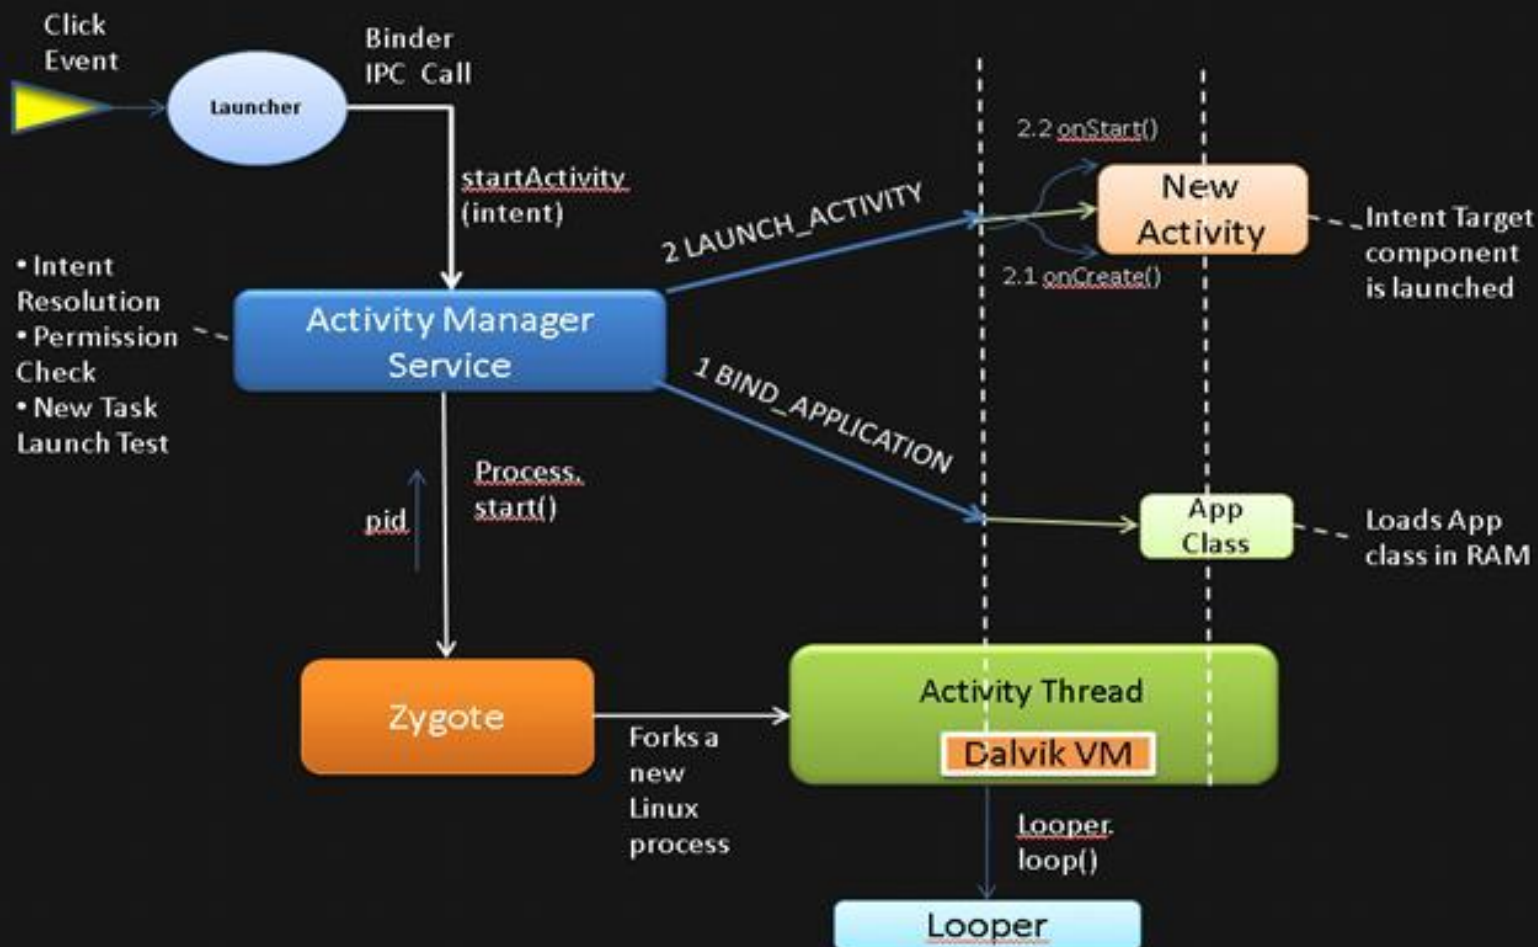 Click
Event
Launcher
Binder
IPC Call
startActivity
(intent)
2 LAUNCH_ACTIVITY
2.2 onStart()
New
Activity
2.1 onCreate()
Intent Target
component
is launched
• Intent
Resolution
• Permission
Check
• New Task
Launch Test
Activity Manager
Service
1 BIND_APPLICATION
Process.
start()
pid
App
Class
Loads App
class in RAM
Zygote
Forks a
new
Linux
process
Activity Thread
Dalvik VM
Looper.
loop()
Looper